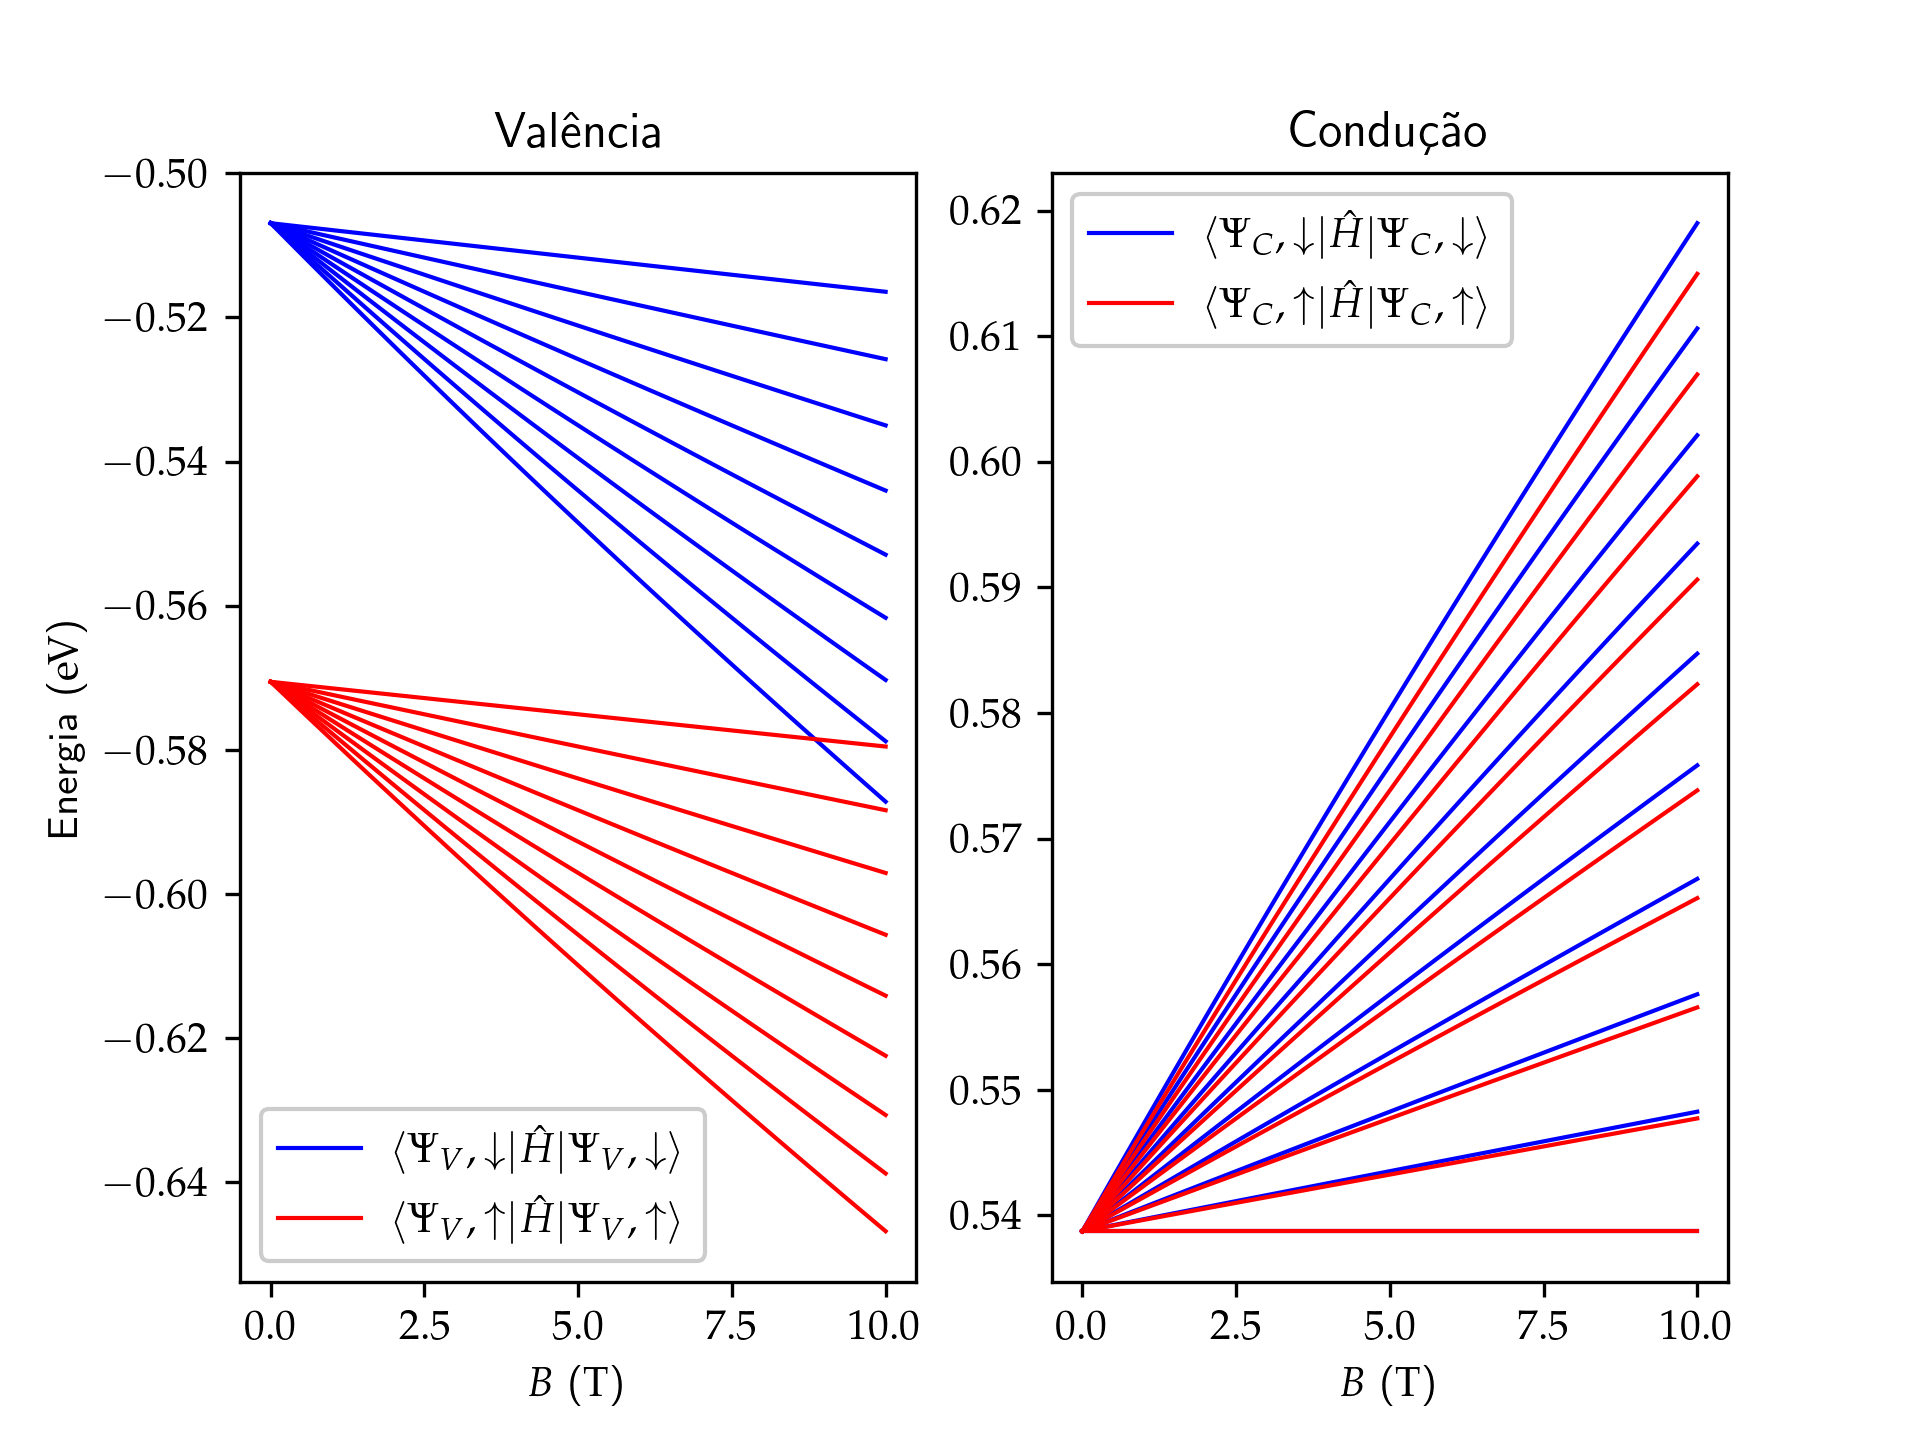 Valência
Condução
Energia (eV)
−0.50
−0.52
−0.54
−0.56
−0.58
−0.60
−0.62
−0.64
⟨Ψ_V, ↓|Ĥ|Ψ_V, ↓⟩
⟨Ψ_V, ↑|Ĥ|Ψ_V, ↑⟩
0.0 2.5 5.0 7.5 10.0
B (T)
0.62
0.61
0.60
0.59
0.58
0.57
0.56
0.55
0.54
⟨Ψ_C, ↓|Ĥ|Ψ_C, ↓⟩
⟨Ψ_C, ↑|Ĥ|Ψ_C, ↑⟩
0.0 2.5 5.0 7.5 10.0
B (T)